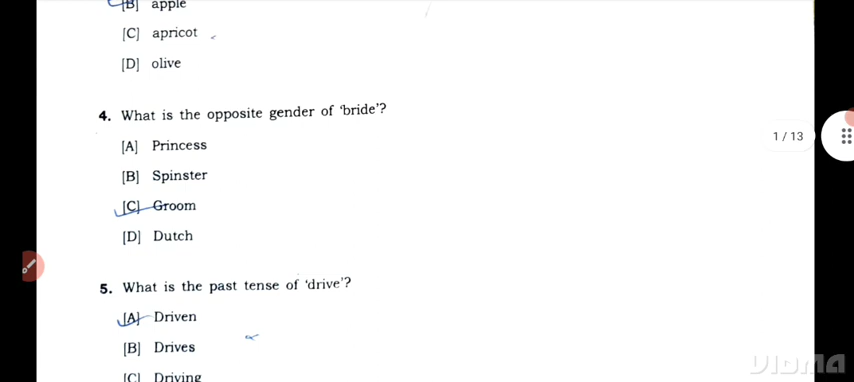 [B] apple
[C] apricot
[D] olive
4. What is the opposite gender of 'bride'?
[A] Princess
[B] Spinster
[C] Groom
[D] Dutch
1 / 13
5. What is the past tense of 'drive'?
[A] Driven
[B] Drives
[C] Driving
VIDMA